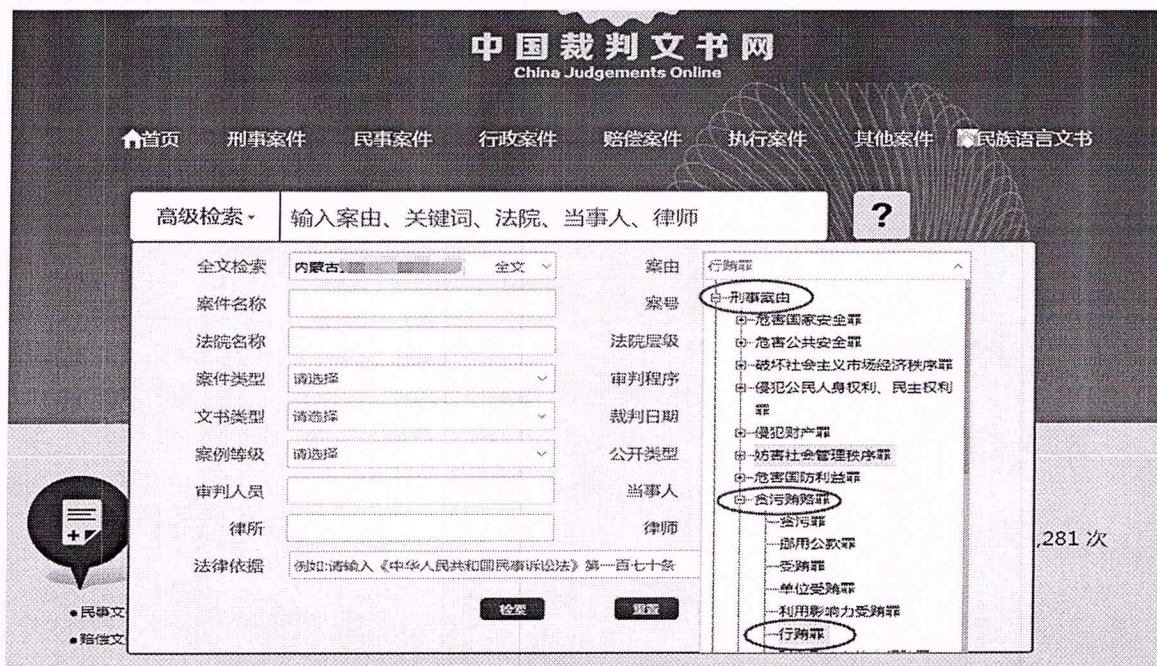 中国裁判文书网
China Judgements Online
首页 刑事案件 民事案件 行政案件 赔偿案件 执行案件 其他案件 民族语言文书
高级检索 输入案由、关键词、法院、当事人、律师 ?
全文检索 内蒙古 全文 案由 行贿罪
刑事案由
案件名称 案号
危害国家安全罪
法院名称 法院层级 危害公共安全罪
破坏社会主义市场经济秩序罪
案件类型 请选择 审判程序
侵犯公民人身权利、民主权利罪
文书类型 请选择 裁判日期
侵犯财产罪
案例等级 请选择 公开类型 妨害社会管理秩序罪
危害国防利益罪
审判人员 当事人 贪污贿赂罪
贪污罪
律所 律师
挪用公款罪
,281 次
法律依据 例如:请输入《中华人民共和国民事诉讼法》第一百七十条
受贿罪
单位受贿罪
检索 重置
利用影响力受贿罪
民事文
行贿罪
赔偿文